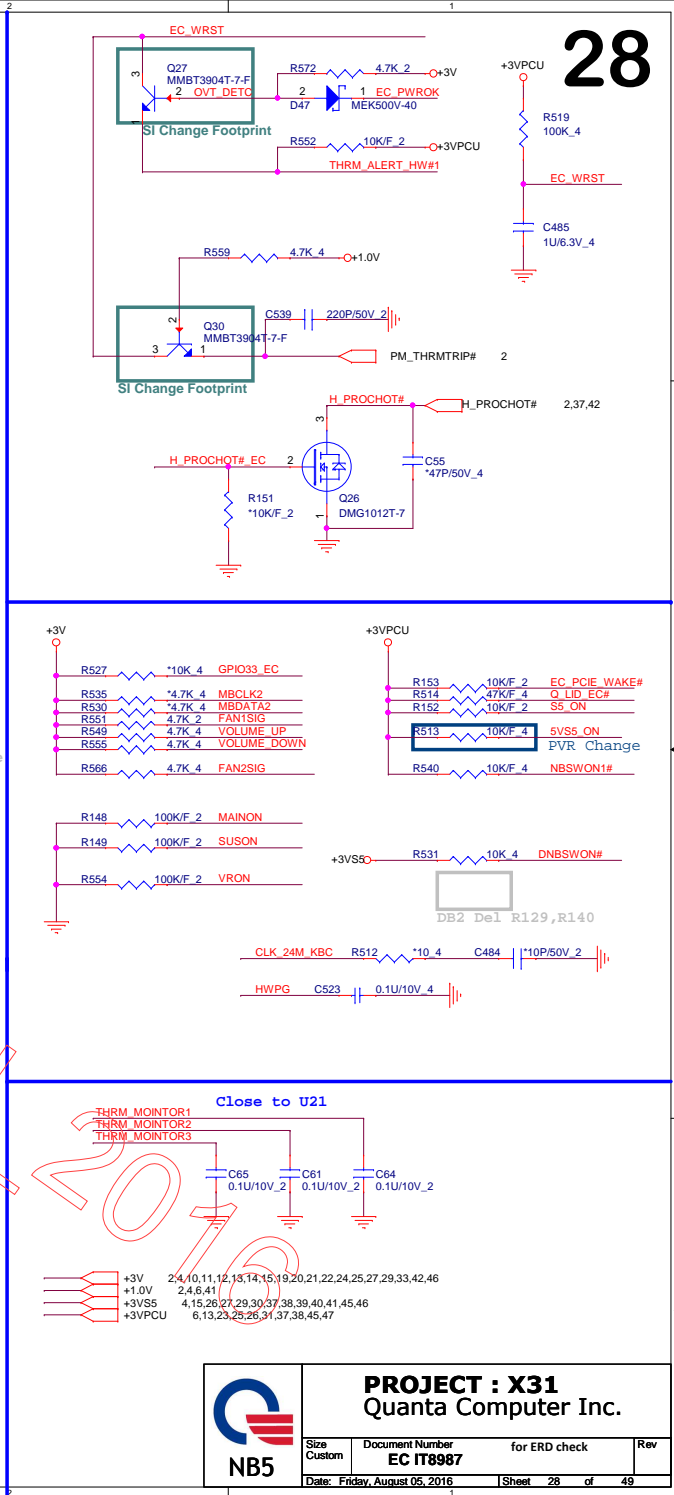 2
1
28
EC_WRST
Q27
MMBT3904T-7-F
3
2
1
OVT_DETC
SI Change Footprint
R572
4.7K_2
+3V
2
D47
1
EC_PWROK
MEK500V-40
R552
10K/F_2
+3VPCU
THRM_ALERT_HW#1
+3VPCU
R519
100K_4
EC_WRST
C485
1U/6.3V_4
R559
4.7K_4
+1.0V
2
Q30
MMBT3904T-7-F
3
1
SI Change Footprint
C539
220P/50V_2
PM_THRMTRIP#
2
H_PROCHOT#
H_PROCHOT#
2,37,42
3
H_PROCHOT#_EC
2
C55
*47P/50V_4
R151
*10K/F_2
1
Q26
DMG1012T-7
+3V
R527 *10K_4 GPIO33_EC
R535 *4.7K_4 MBCLK2
R530 *4.7K_4 MBDATA2
R551 4.7K_2 FAN1SIG
R549 4.7K_4 VOLUME_UP
R555 4.7K_4 VOLUME_DOWN
R566 4.7K_4 FAN2SIG
+3VPCU
R153 10K/F_2 EC_PCIE_WAKE#
R514 47K/F_4 Q_LID_EC#
R152 10K/F_2 S5_ON
R513 10K/F_4 5VS5_ON
PVR Change
R540 10K/F_4 NBSWON1#
R148 100K/F_2 MAINON
R149 100K/F_2 SUSON
R554 100K/F_2 VRON
+3VS5
R531 10K_4 DNBSWON#
DB2 Del R129,R140
CLK_24M_KBC R512 *10_4 C484 *10P/50V_2
HWPG C523 0.1U/10V_4
Close to U21
THRM_MOINTOR1
THRM_MOINTOR2
THRM_MOINTOR3
C65
0.1U/10V_2
C61
0.1U/10V_2
C64
0.1U/10V_2
2016
+3V 2,4,10,11,12,13,14,15,19,20,21,22,24,25,27,29,33,42,46
+1.0V 2,4,6,41
+3VS5 4,15,26,27,29,30,37,38,39,40,41,45,46
+3VPCU 6,13,23,25,26,31,37,38,45,47
NB5
PROJECT : X31
Quanta Computer Inc.
Size
Custom
Document Number
EC IT8987
for ERD check
Rev
Date: Friday, August 05, 2016
Sheet 28 of 49
2
1